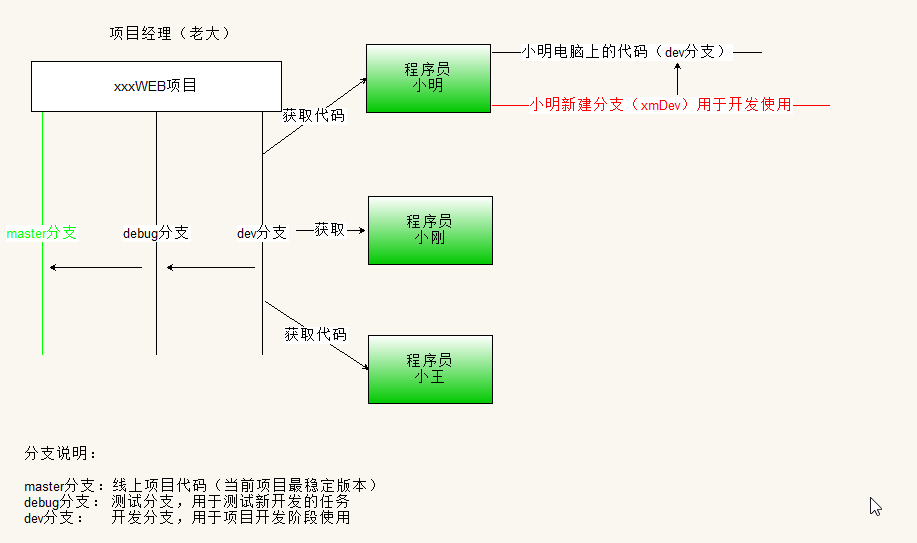 项目经理（老大）
xxxWEB项目
程序员
小明
小明电脑上的代码（dev分支）
小明新建分支（xmDev）用于开发使用
获取代码
程序员
小刚
master分支
debug分支
dev分支
获取
获取代码
程序员
小王
分支说明：
master分支：线上项目代码（当前项目最稳定版本）
debug分支： 测试分支，用于测试新开发的任务
dev分支： 开发分支，用于项目开发阶段使用